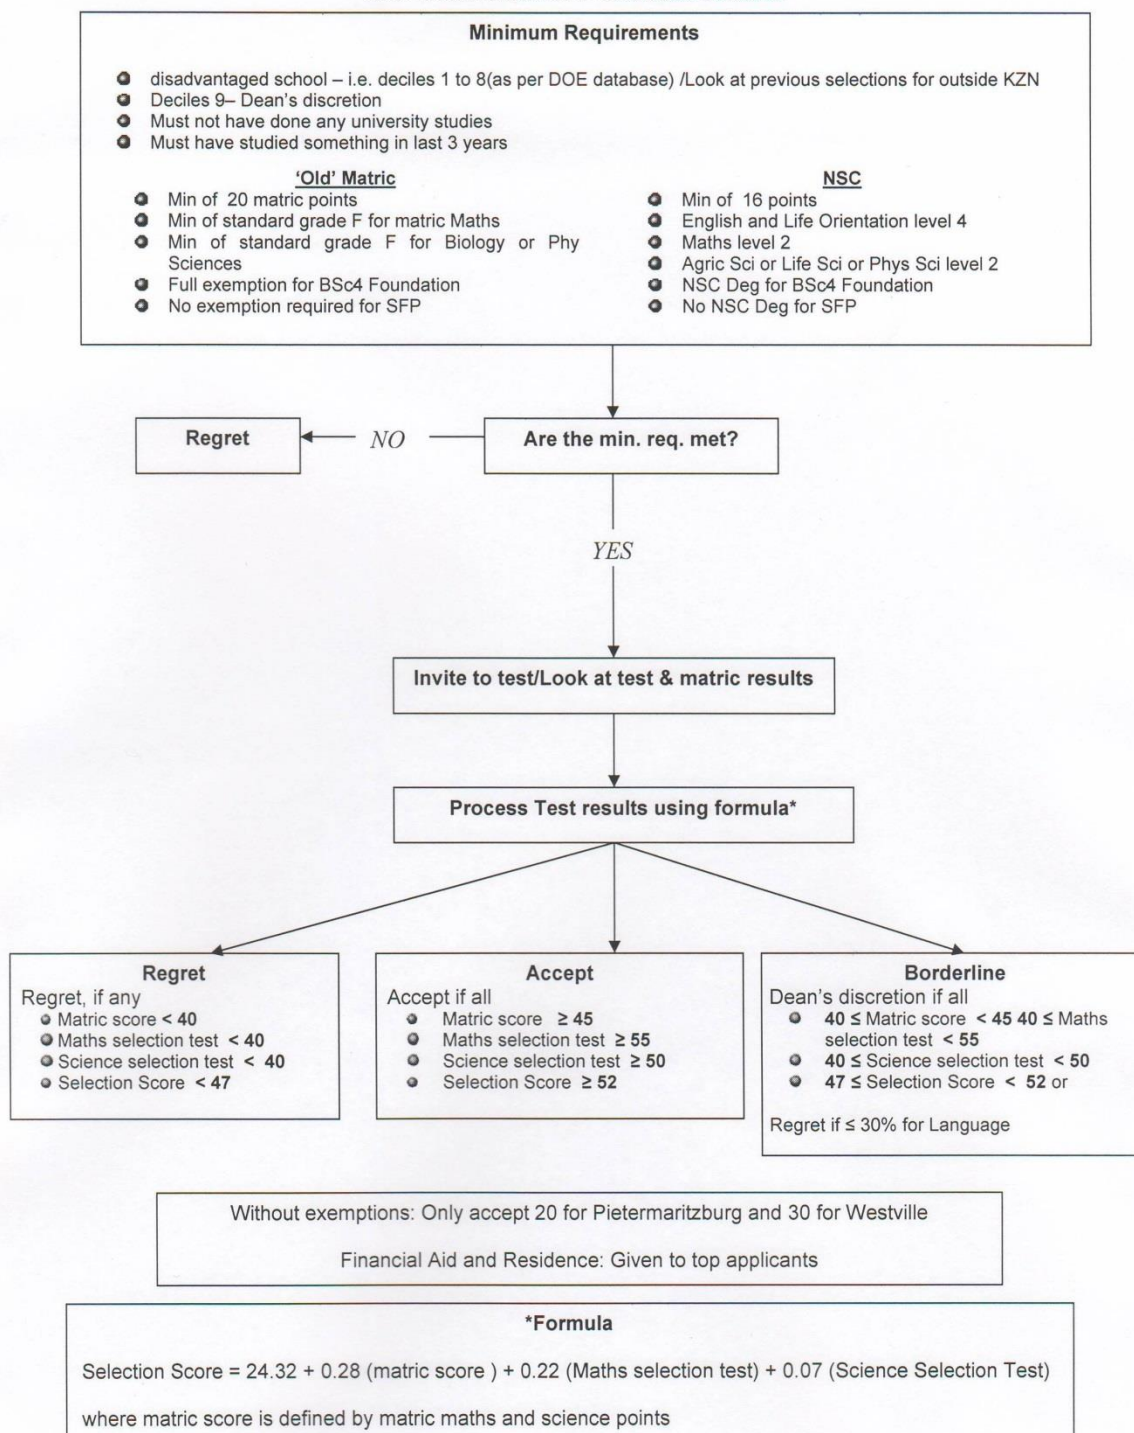 Minimum Requirements
disadvantaged school – i.e. deciles 1 to 8(as per DOE database) /Look at previous selections for outside KZN
Deciles 9– Dean's discretion
Must not have done any university studies
Must have studied something in last 3 years
'Old' Matric
Min of 20 matric points
Min of standard grade F for matric Maths
Min of standard grade F for Biology or Phy
Sciences
Full exemption for BSc4 Foundation
No exemption required for SFP
NSC
Min of 16 points
English and Life Orientation level 4
Maths level 2
Agric Sci or Life Sci or Phys Sci level 2
NSC Deg for BSc4 Foundation
No NSC Deg for SFP
Regret
NO
Are the min. req. met?
YES
Invite to test/Look at test & matric results
Process Test results using formula*
Regret
Regret, if any
Matric score < 40
Maths selection test < 40
Science selection test < 40
Selection Score < 47
Accept
Accept if all
Matric score ≥ 45
Maths selection test ≥ 55
Science selection test ≥ 50
Selection Score ≥ 52
Borderline
Dean's discretion if all
40 ≤ Matric score < 45 40 ≤ Maths
selection test < 55
40 ≤ Science selection test < 50
47 ≤ Selection Score < 52 or
Regret if ≤ 30% for Language
Without exemptions: Only accept 20 for Pietermaritzburg and 30 for Westville
Financial Aid and Residence: Given to top applicants
*Formula
Selection Score = 24.32 + 0.28 (matric score ) + 0.22 (Maths selection test) + 0.07 (Science Selection Test)
where matric score is defined by matric maths and science points